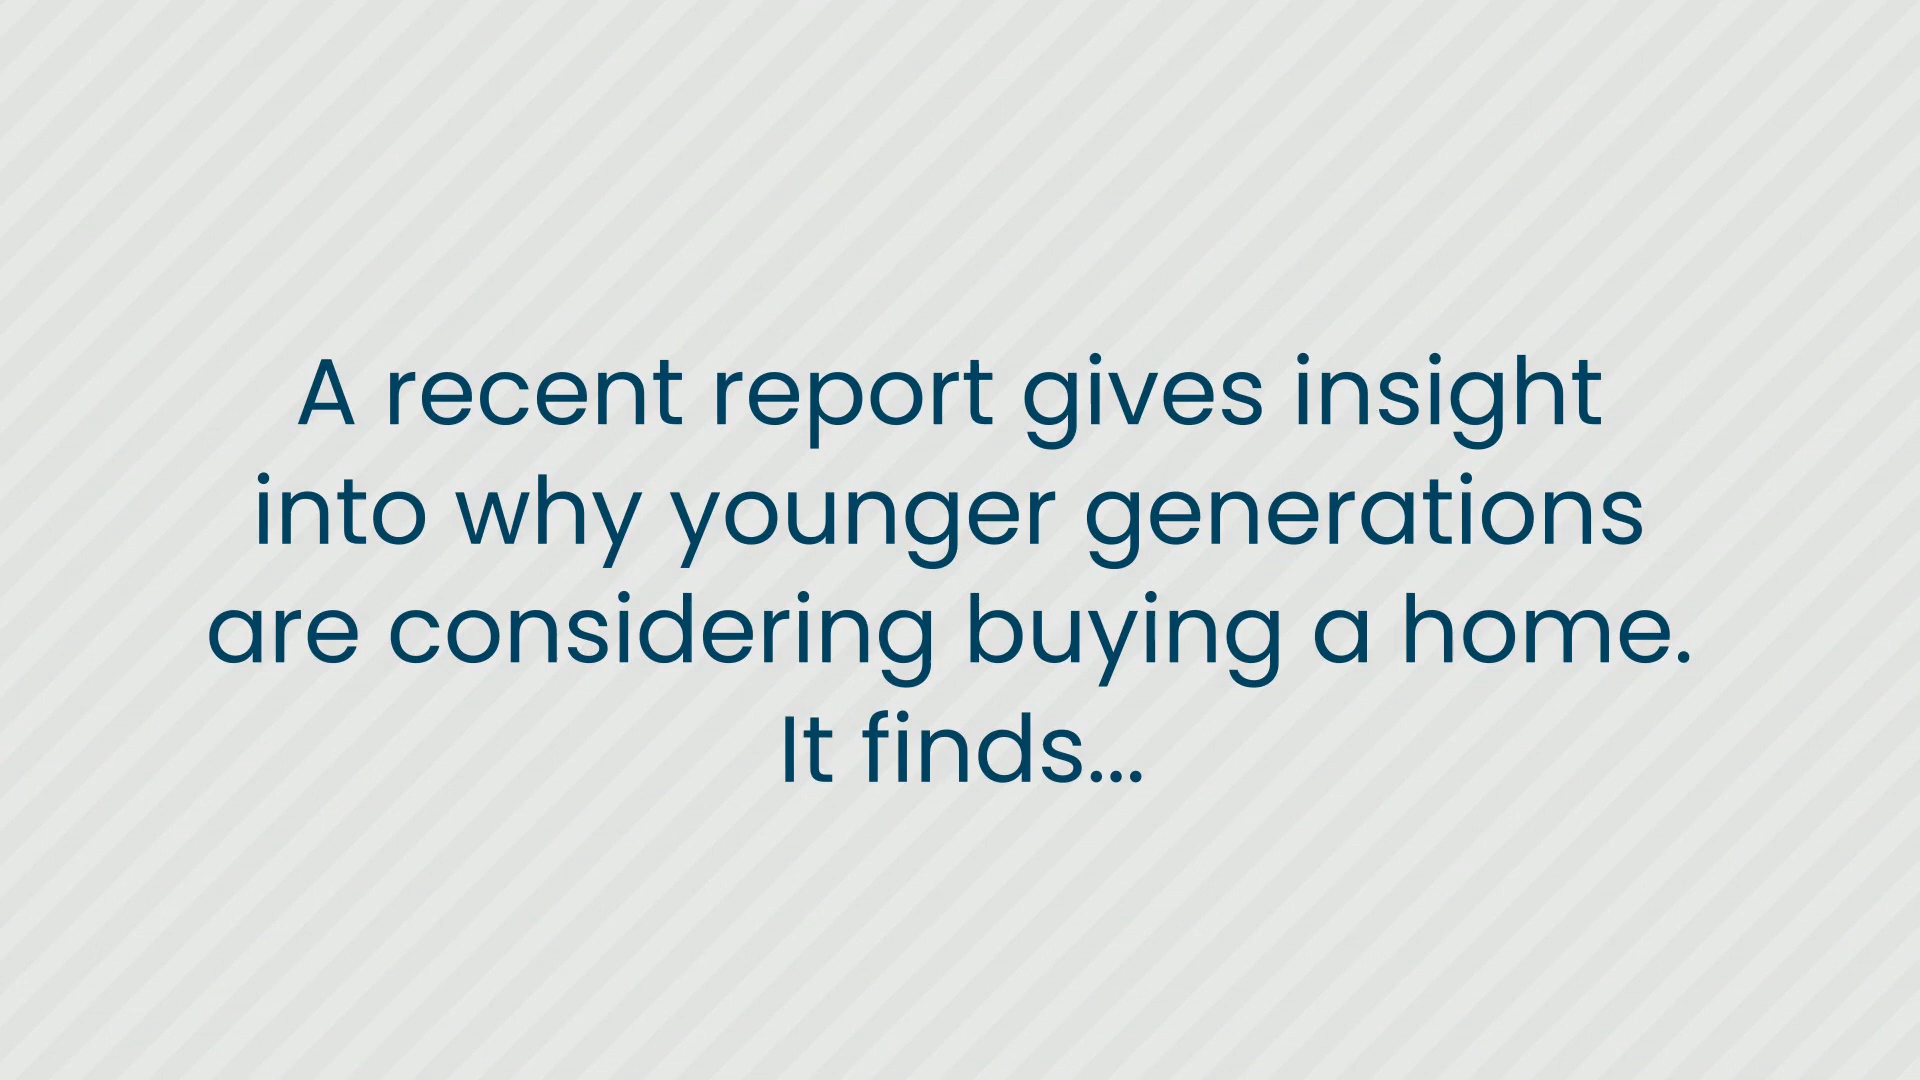 A recent report gives insight
into why younger generations
are considering buying a home.
It finds...